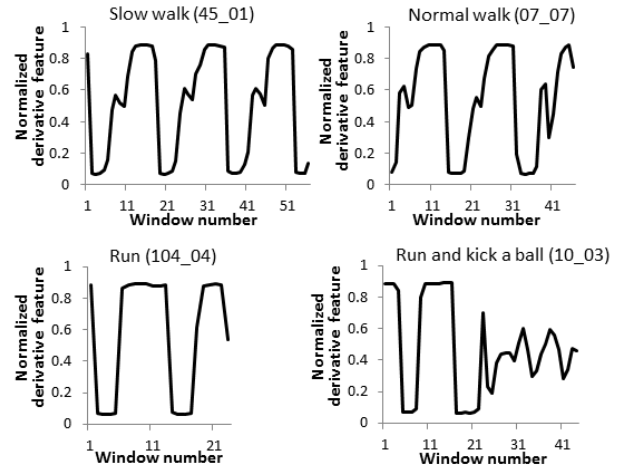 Slow walk (45_01)
Normalized
derivative feature
1
0.8
0.6
0.4
0.2
0
1 11 21 31 41 51
Window number
Normal walk (07_07)
Normalized
derivative feature
1
0.8
0.6
0.4
0.2
0
1 11 21 31 41
Window number
Run (104_04)
Normalized
derivative feature
1
0.8
0.6
0.4
0.2
0
1 11 21
Window number
Run and kick a ball (10_03)
Normalized
derivative feature
1
0.8
0.6
0.4
0.2
0
1 11 21 31 41
Window number